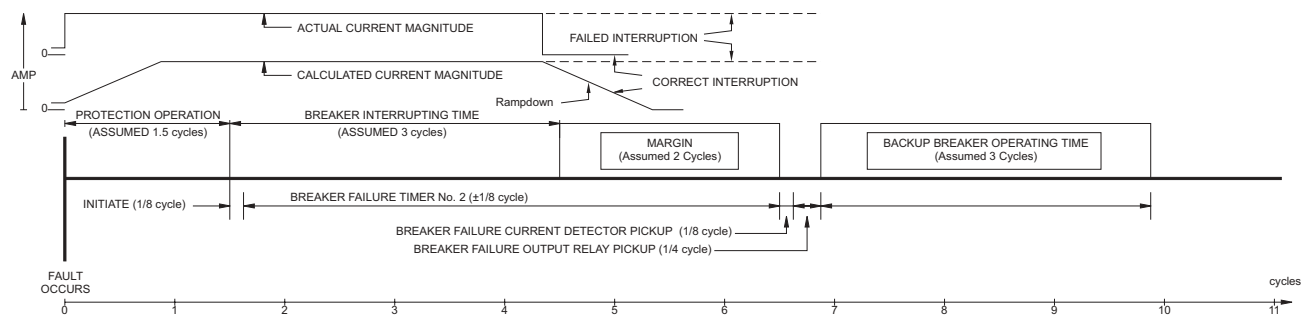 AMP
0
ACTUAL CURRENT MAGNITUDE
FAILED INTERRUPTION
CALCULATED CURRENT MAGNITUDE
CORRECT INTERRUPTION
Rampdown
0
PROTECTION OPERATION
(ASSUMED 1.5 cycles)
BREAKER INTERRUPTING TIME
(ASSUMED 3 cycles)
MARGIN
(Assumed 2 Cycles)
BACKUP BREAKER OPERATING TIME
(Assumed 3 Cycles)
INITIATE (1/8 cycle)
BREAKER FAILURE TIMER No. 2 (±1/8 cycle)
BREAKER FAILURE CURRENT DETECTOR PICKUP (1/8 cycle)
BREAKER FAILURE OUTPUT RELAY PICKUP (1/4 cycle)
FAULT
OCCURS
cycles
0 1 2 3 4 5 6 7 8 9 10 11